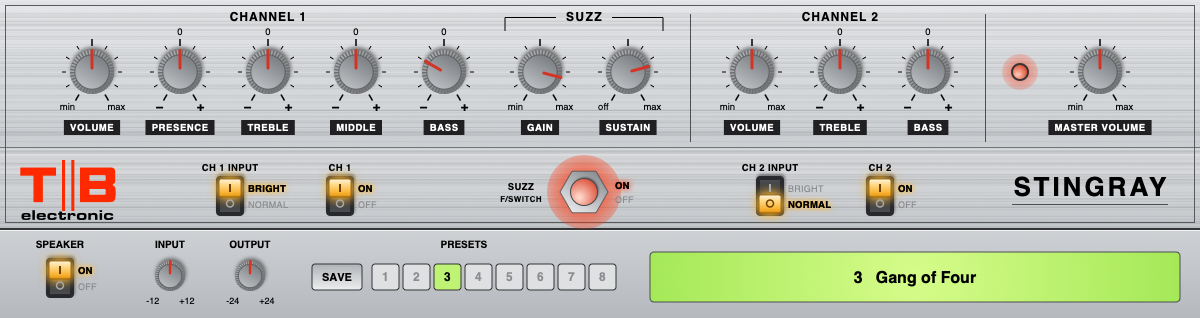 CHANNEL 1
SUZZ
CHANNEL 2
0 0 0 0 0 0
min max - + - + - + - + min max off max min max - + - + min max
VOLUME PRESENCE TREBLE MIDDLE BASS GAIN SUSTAIN VOLUME TREBLE BASS MASTER VOLUME
TB
electronic
CH 1 INPUT
I BRIGHT
O NORMAL
CH 1
I ON
O OFF
SUZZ
F/SWITCH
ON
OFF
CH 2 INPUT
I BRIGHT
O NORMAL
CH 2
I ON
O OFF
STINGRAY
SPEAKER
I ON
O OFF
INPUT
-12 +12
OUTPUT
-24 +24
PRESETS
SAVE 1 2 3 4 5 6 7 8
3 Gang of Four